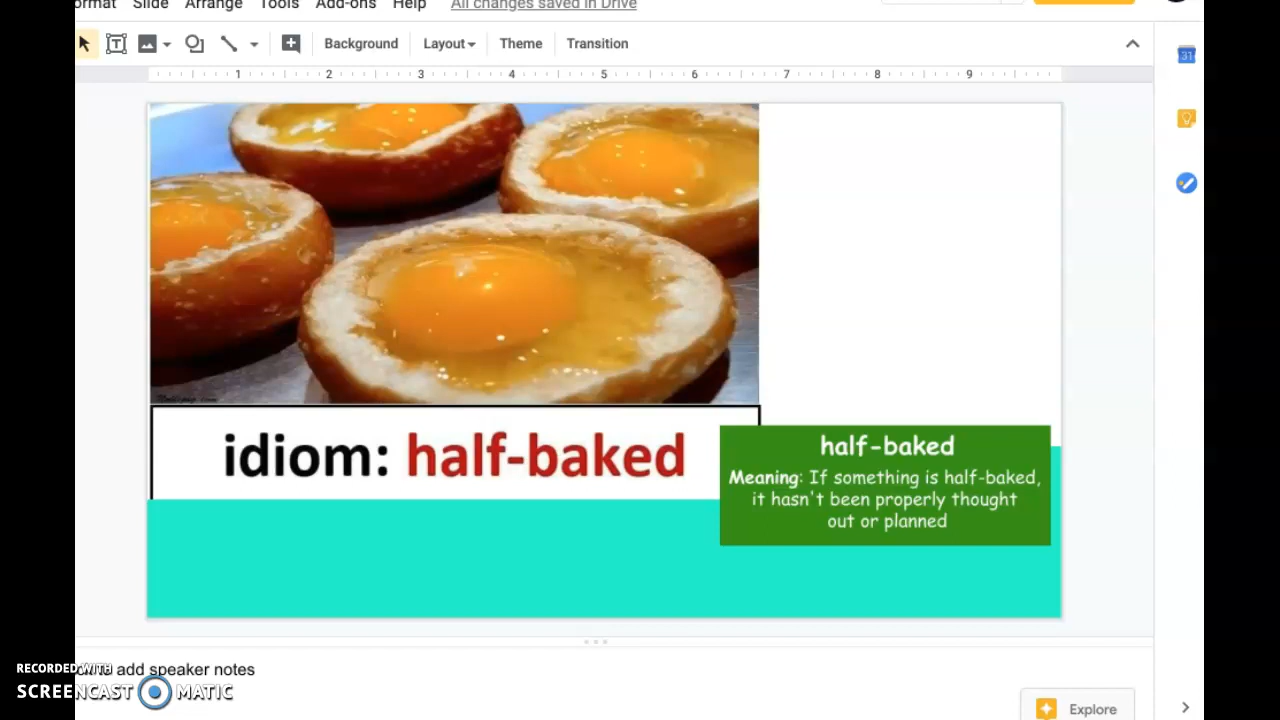 ormat Slide Arrange Tools Add-ons Help All changes saved in Drive
Background Layout Theme Transition
1 2 3 4 5 6 7 8 9
31
idiom: half-baked
half-baked
Meaning: If something is half-baked,
it hasn't been properly thought
out or planned
add speaker notes
RECORDED WITH
SCREENCAST MATIC
Explore